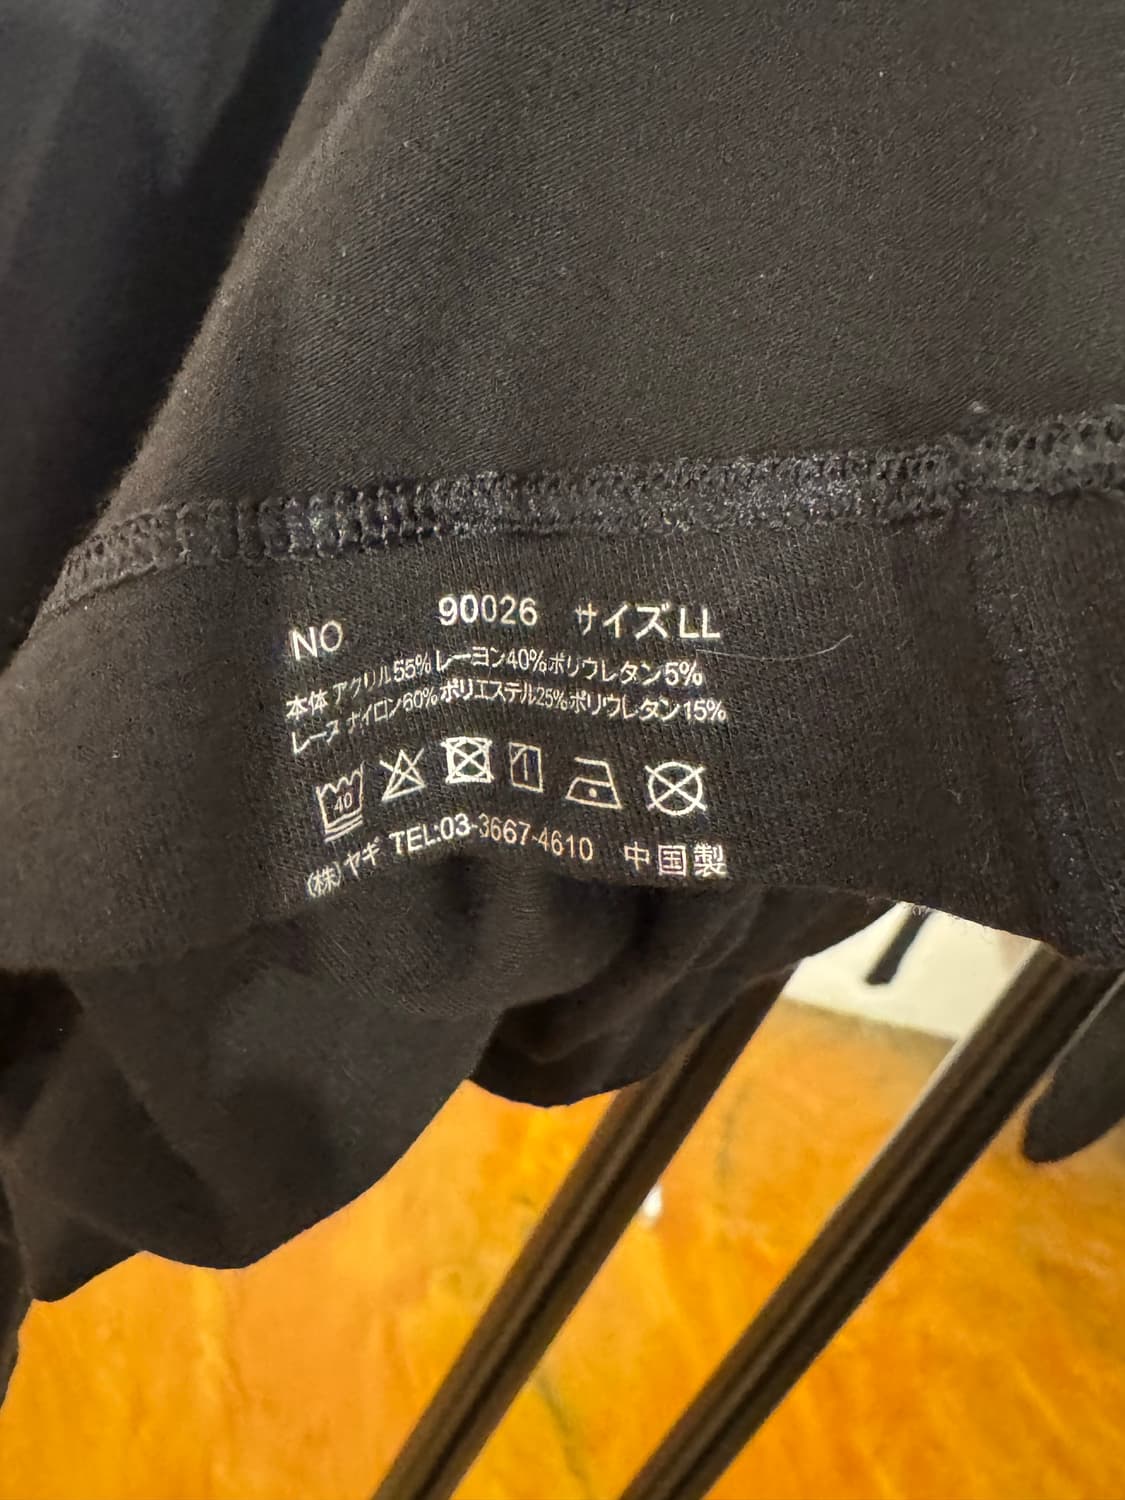 NO 90026 サイズ LL
本体 アクリル55% レーヨン40% ポリウレタン5%
レース ナイロン60% ポリエステル25% ポリウレタン15%
40
(株)ヤギ TEL:03-3667-4610 中国製